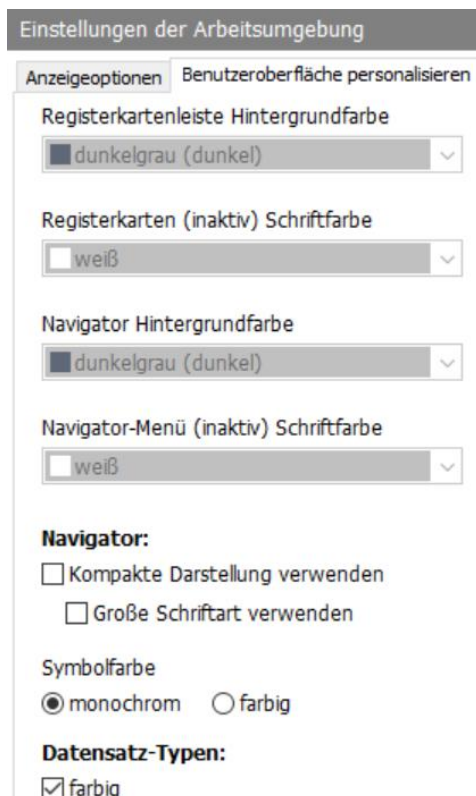 Einstellungen der Arbeitsumgebung
Anzeigeoptionen Benutzeroberfläche personalisieren
Registerkartenleiste Hintergrundfarbe
dunkelgrau (dunkel)
Registerkarten (inaktiv) Schriftfarbe
weiß
Navigator Hintergrundfarbe
dunkelgrau (dunkel)
Navigator-Menü (inaktiv) Schriftfarbe
weiß
Navigator:
Kompakte Darstellung verwenden
Große Schriftart verwenden
Symbolfarbe
monochrom farbig
Datensatz-Typen:
farbig